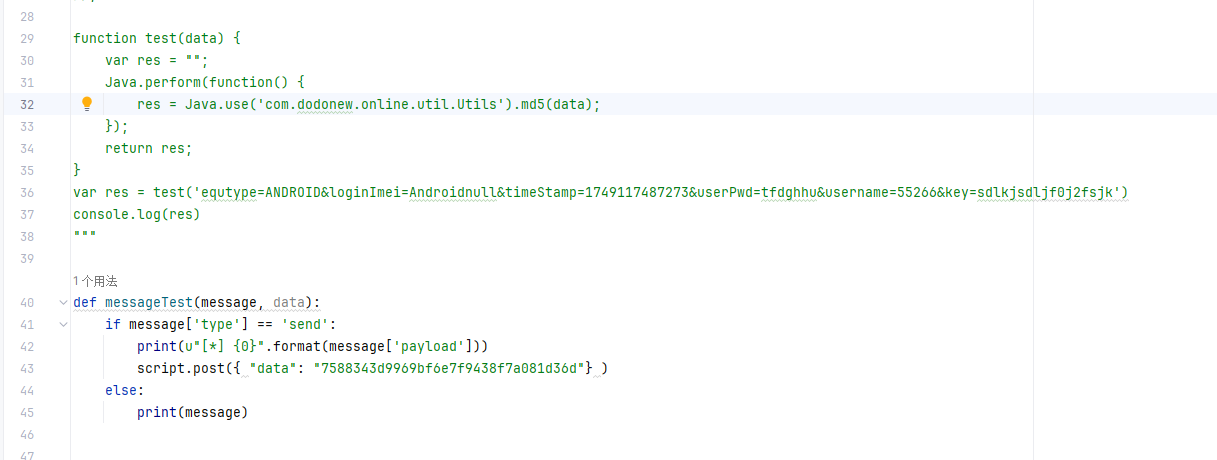 28
29 function test(data) {
30 var res = "";
31 Java.perform(function() {
32 res = Java.use('com.dodonew.online.util.Utils').md5(data);
33 });
34 return res;
35 }
36 var res = test('equtype=ANDROID&loginImei=Androidnull&timeStamp=1749117487273&userPwd=tfdghhu&username=55266&key=sdlkjsdljf0j2fsjk')
37 console.log(res)
38 """
39
1 个用法
40 def messageTest(message, data):
41 if message['type'] == 'send':
42 print(u"[*] {0}".format(message['payload']))
43 script.post({ "data": "7588343d9969bf6e7f9438f7a081d36d"} )
44 else:
45 print(message)
46
47